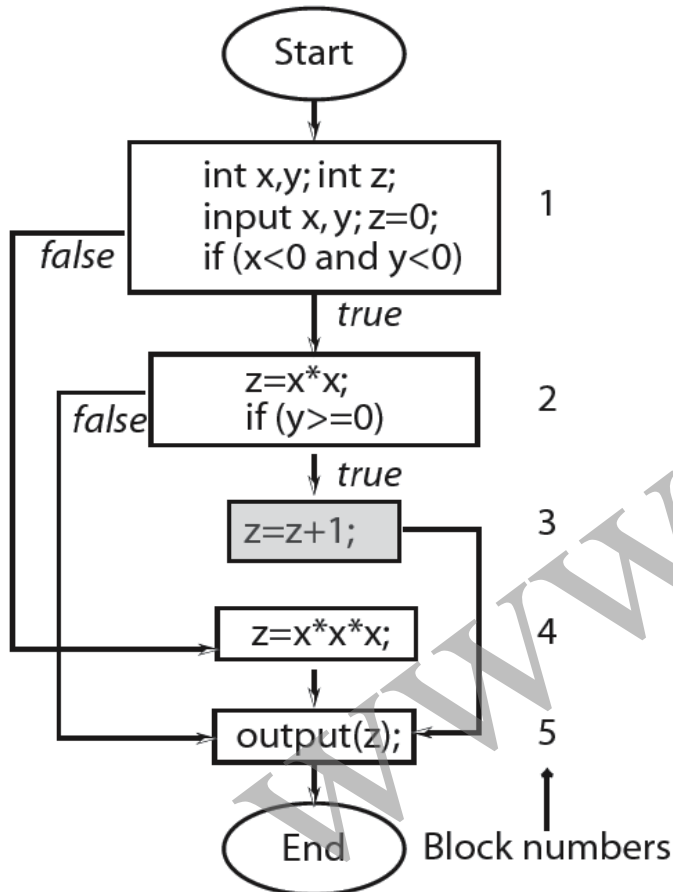 Start
int x,y; int z;
input x, y; z=0;
if (x<0 and y<0)
1
false
true
z=x*x;
if (y>=0)
2
false
true
z=z+1;
3
z=x*x*x;
4
output(z);
5
End
Block numbers
www